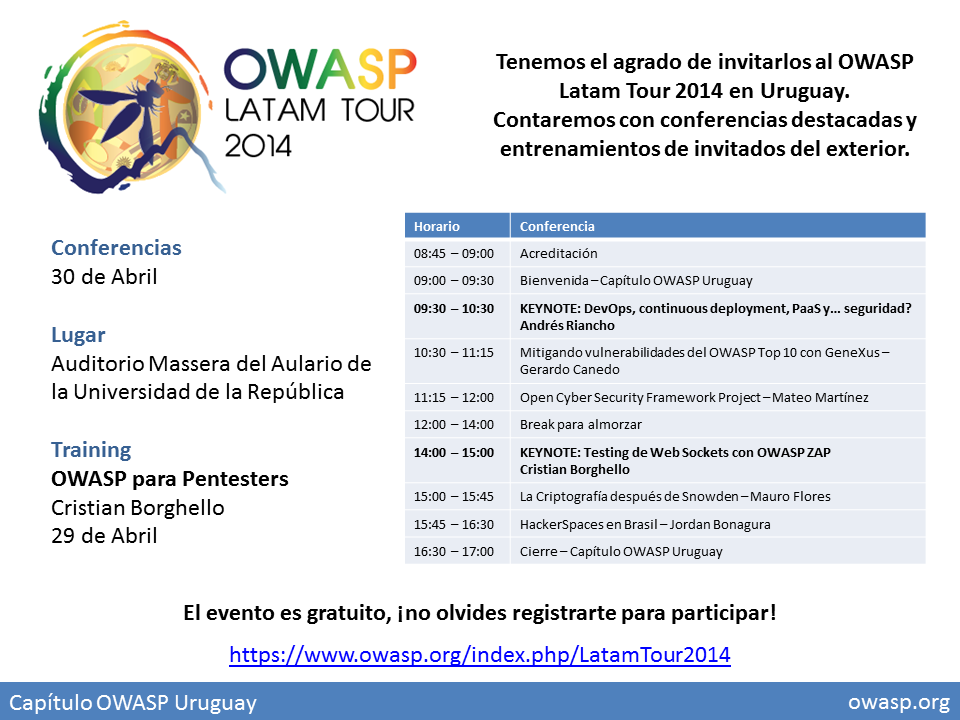 OWASP
LATAM TOUR
2014
Tenemos el agrado de invitarlos al OWASP
Latam Tour 2014 en Uruguay.
Contaremos con conferencias destacadas y
entrenamientos de invitados del exterior.
Conferencias
30 de Abril
Lugar
Auditorio Massera del Aulario de
la Universidad de la República
Training
OWASP para Pentesters
Cristian Borghello
29 de Abril
Horario Conferencia
08:45 – 09:00 Acreditación
09:00 – 09:30 Bienvenida – Capítulo OWASP Uruguay
09:30 – 10:30 KEYNOTE: DevOps, continuous deployment, PaaS y... seguridad?
Andrés Riancho
10:30 – 11:15 Mitigando vulnerabilidades del OWASP Top 10 con GeneXus –
Gerardo Canedo
11:15 – 12:00 Open Cyber Security Framework Project – Mateo Martínez
12:00 – 14:00 Break para almorzar
14:00 – 15:00 KEYNOTE: Testing de Web Sockets con OWASP ZAP
Cristian Borghello
15:00 – 15:45 La Criptografía después de Snowden – Mauro Flores
15:45 – 16:30 HackerSpaces en Brasil – Jordan Bonagura
16:30 – 17:00 Cierre – Capítulo OWASP Uruguay
El evento es gratuito, ¡no olvides registrarte para participar!
https://www.owasp.org/index.php/LatamTour2014
Capítulo OWASP Uruguay
owasp.org